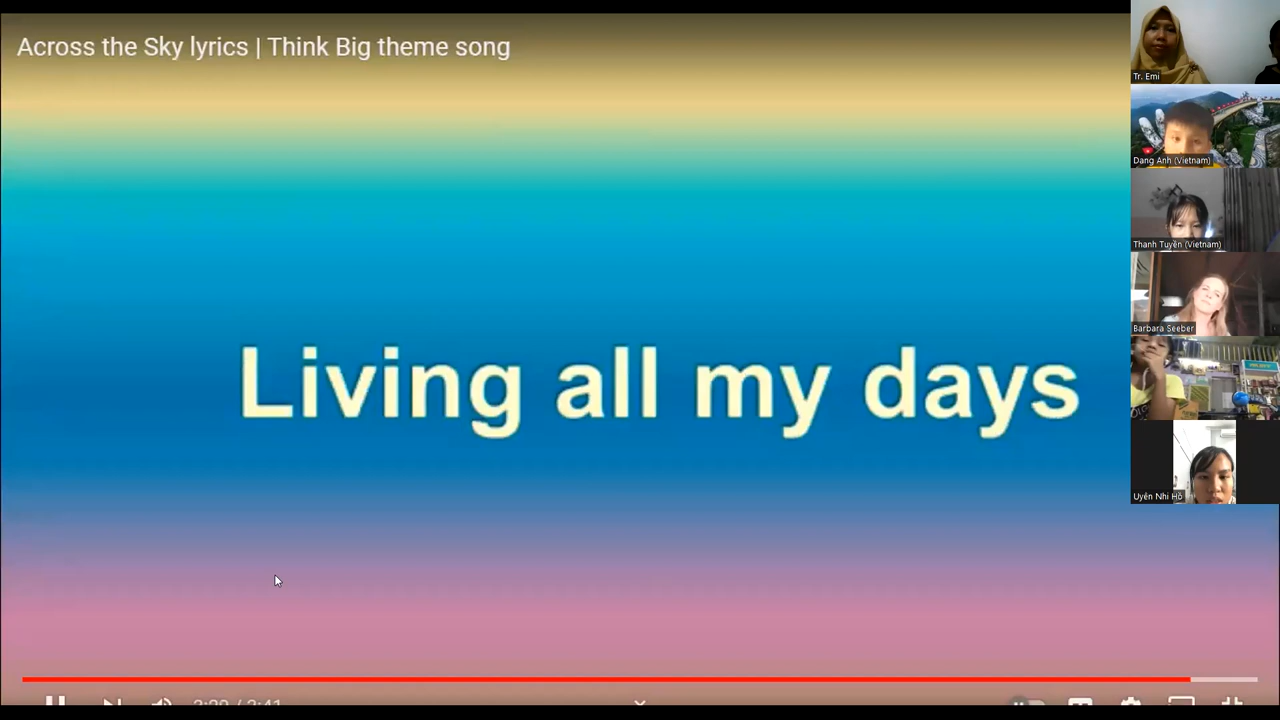 Across the Sky lyrics | Think Big theme song
Living all my days
Tr. Emi
Dang Anh (Vietnam)
Thanh Tuyền (Vietnam)
Barbara Seeber
Uyên Nhi Hồ